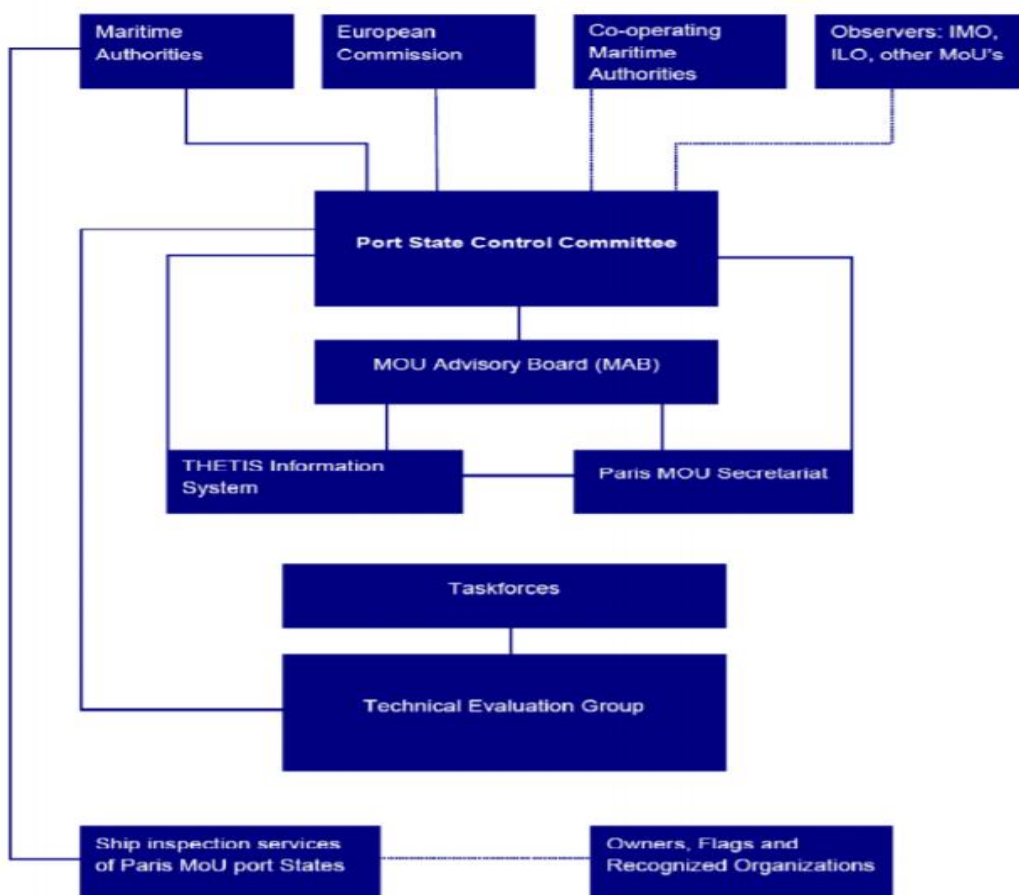 Maritime
Authorities
European
Commission
Co-operating
Maritime
Authorities
Observers: IMO,
ILO, other MoU's
Port State Control Committee
MOU Advisory Board (MAB)
THETIS Information
System
Paris MOU Secretariat
Taskforces
Technical Evaluation Group
Ship inspection services
of Paris MoU port States
Owners, Flags and
Recognized Organizations